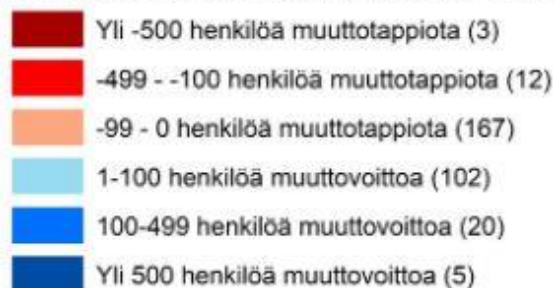 Yli -500 henkilöä muuttotappiota (3)
-499 - -100 henkilöä muuttotappiota (12)
-99 - 0 henkilöä muuttotappiota (167)
1-100 henkilöä muuttovoittoa (102)
100-499 henkilöä muuttovoittoa (20)
Yli 500 henkilöä muuttovoittoa (5)